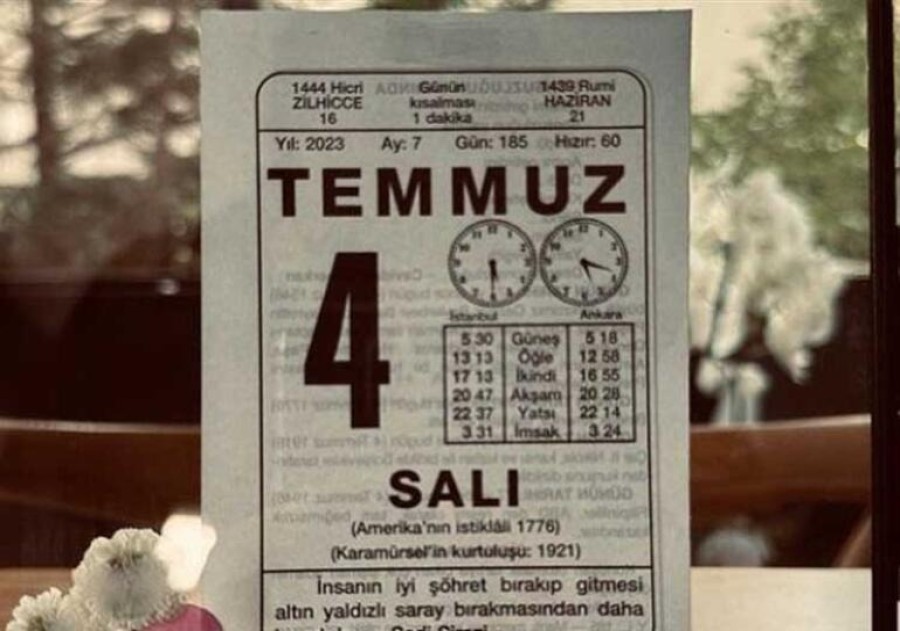 1444 Hicri Günün 1439 Rumi
ZİLHİCCE kısalması HAZİRAN
16 1 dakika 21
Yıl: 2023 Ay: 7 Gün: 185 Hızır: 60
TEMMUZ
4
İstanbul Ankara
5 30 Güneş 5 18
13 13 Öğle 12 58
17 13 İkindi 16 55
20 47 Akşam 20 28
22 37 Yatsı 22 14
3 31 İmsak 3 24
SALI
(Amerika'nın istiklâli 1776)
(Karamürsel'in kurtuluşu: 1921)
İnsanın iyi şöhret bırakıp gitmesi
altın yaldızlı saray bırakmasından daha